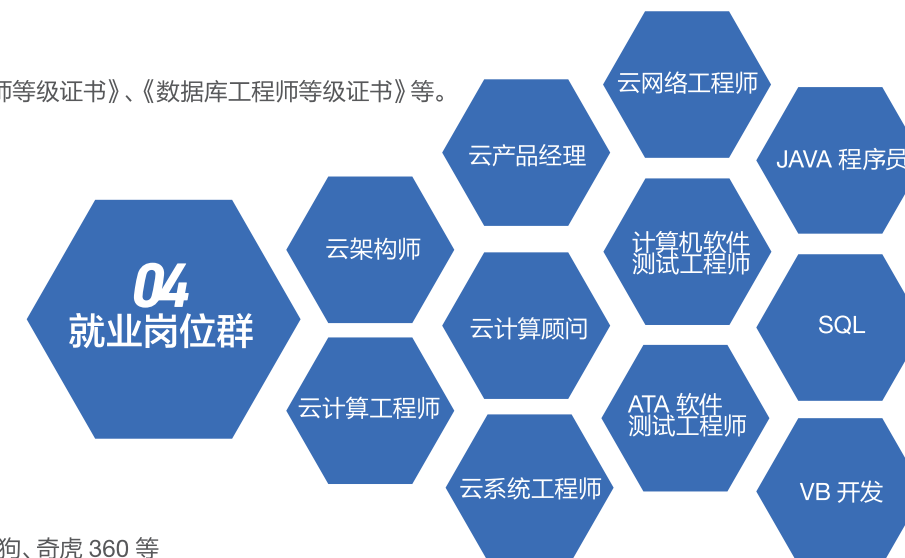 师等级证书》、《数据库工程师等级证书》等。
04
就业岗位群
云架构师
云计算工程师
云产品经理
云计算顾问
云系统工程师
云网络工程师
计算机软件
测试工程师
ATA 软件
测试工程师
JAVA 程序员
SQL
VB 开发
狗、奇虎 360 等